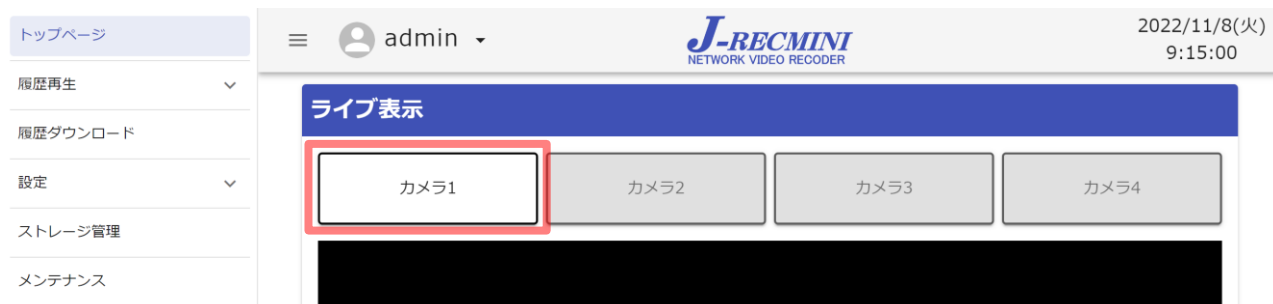 トップページ
履歴再生
履歴ダウンロード
設定
ストレージ管理
メンテナンス
admin
J-RECMINI
NETWORK VIDEO RECODER
2022/11/8(火)
9:15:00
ライブ表示
カメラ1
カメラ2
カメラ3
カメラ4